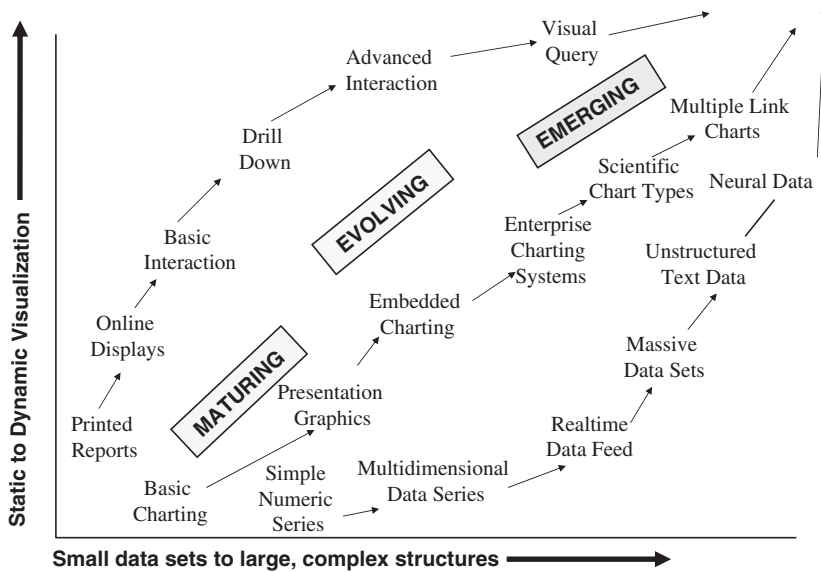 Static to Dynamic Visualization
Visual
Query
Advanced
Interaction
EMERGING
Multiple Link
Charts
Drill
Down
Scientific
Chart Types
Neural Data
EVOLVING
Basic
Interaction
Enterprise
Charting
Systems
Unstructured
Text Data
Embedded
Charting
Online
Displays
Massive
Data Sets
MATURING
Presentation
Graphics
Printed
Reports
Realtime
Data Feed
Multidimensional
Data Series
Simple
Numeric
Series
Basic
Charting
Small data sets to large, complex structures